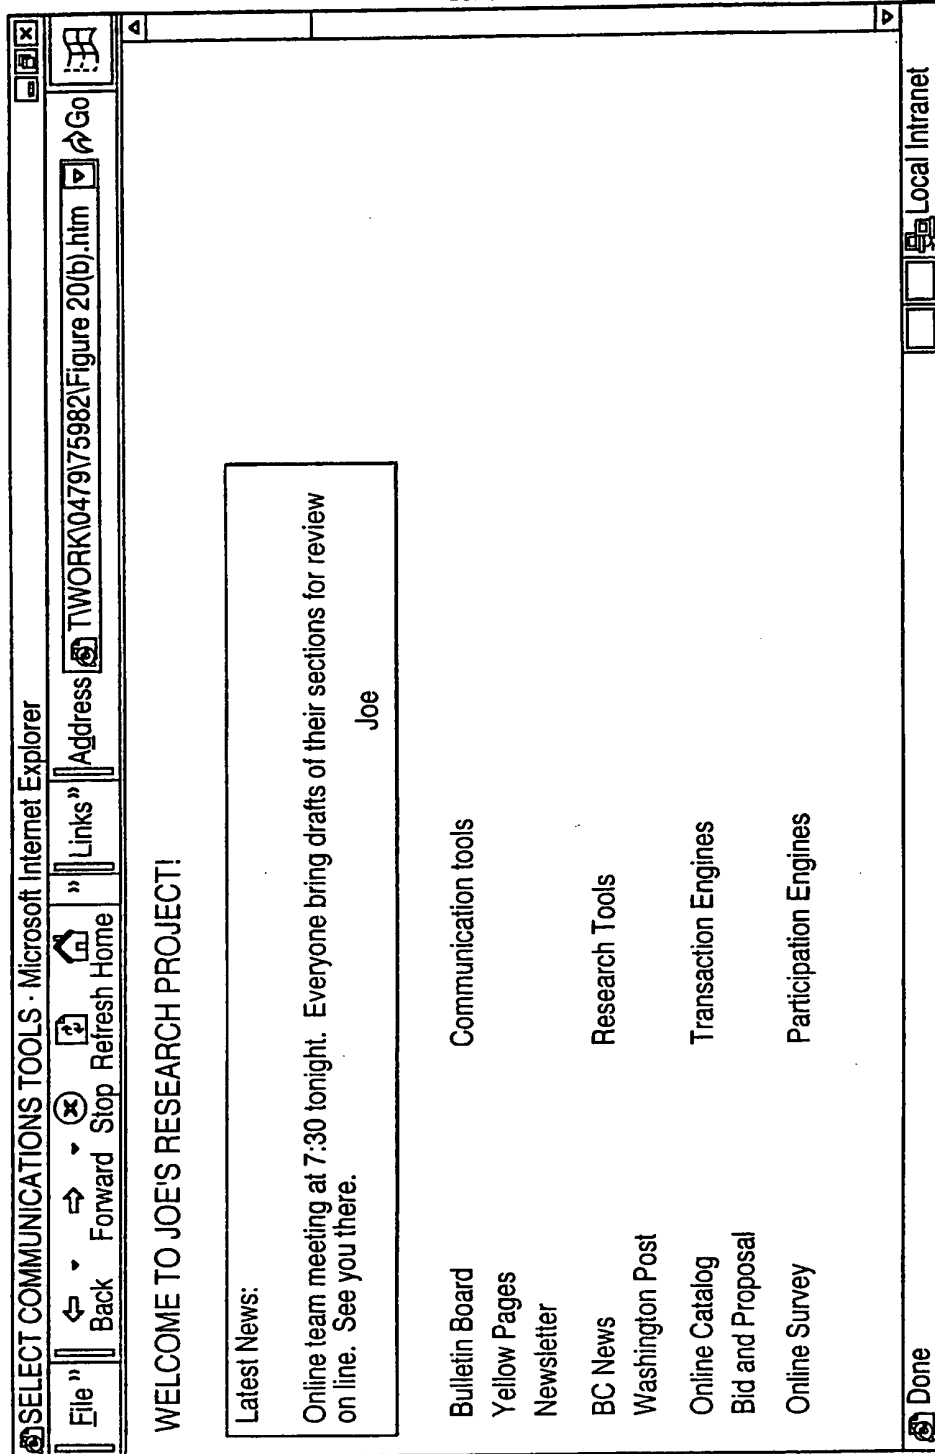 SELECT COMMUNICATIONS TOOLS - Microsoft Internet Explorer
File » Back Forward Stop Refresh Home » Links » Address T\WORK\0479\75982\Figure 20(b).htm Go
WELCOME TO JOE'S RESEARCH PROJECT!
Latest News:
Online team meeting at 7:30 tonight. Everyone bring drafts of their sections for review
on line. See you there.
Joe
Bulletin Board Communication tools
Yellow Pages
Newsletter
BC News Research Tools
Washington Post
Online Catalog Transaction Engines
Bid and Proposal
Online Survey Participation Engines
Done Local Intranet